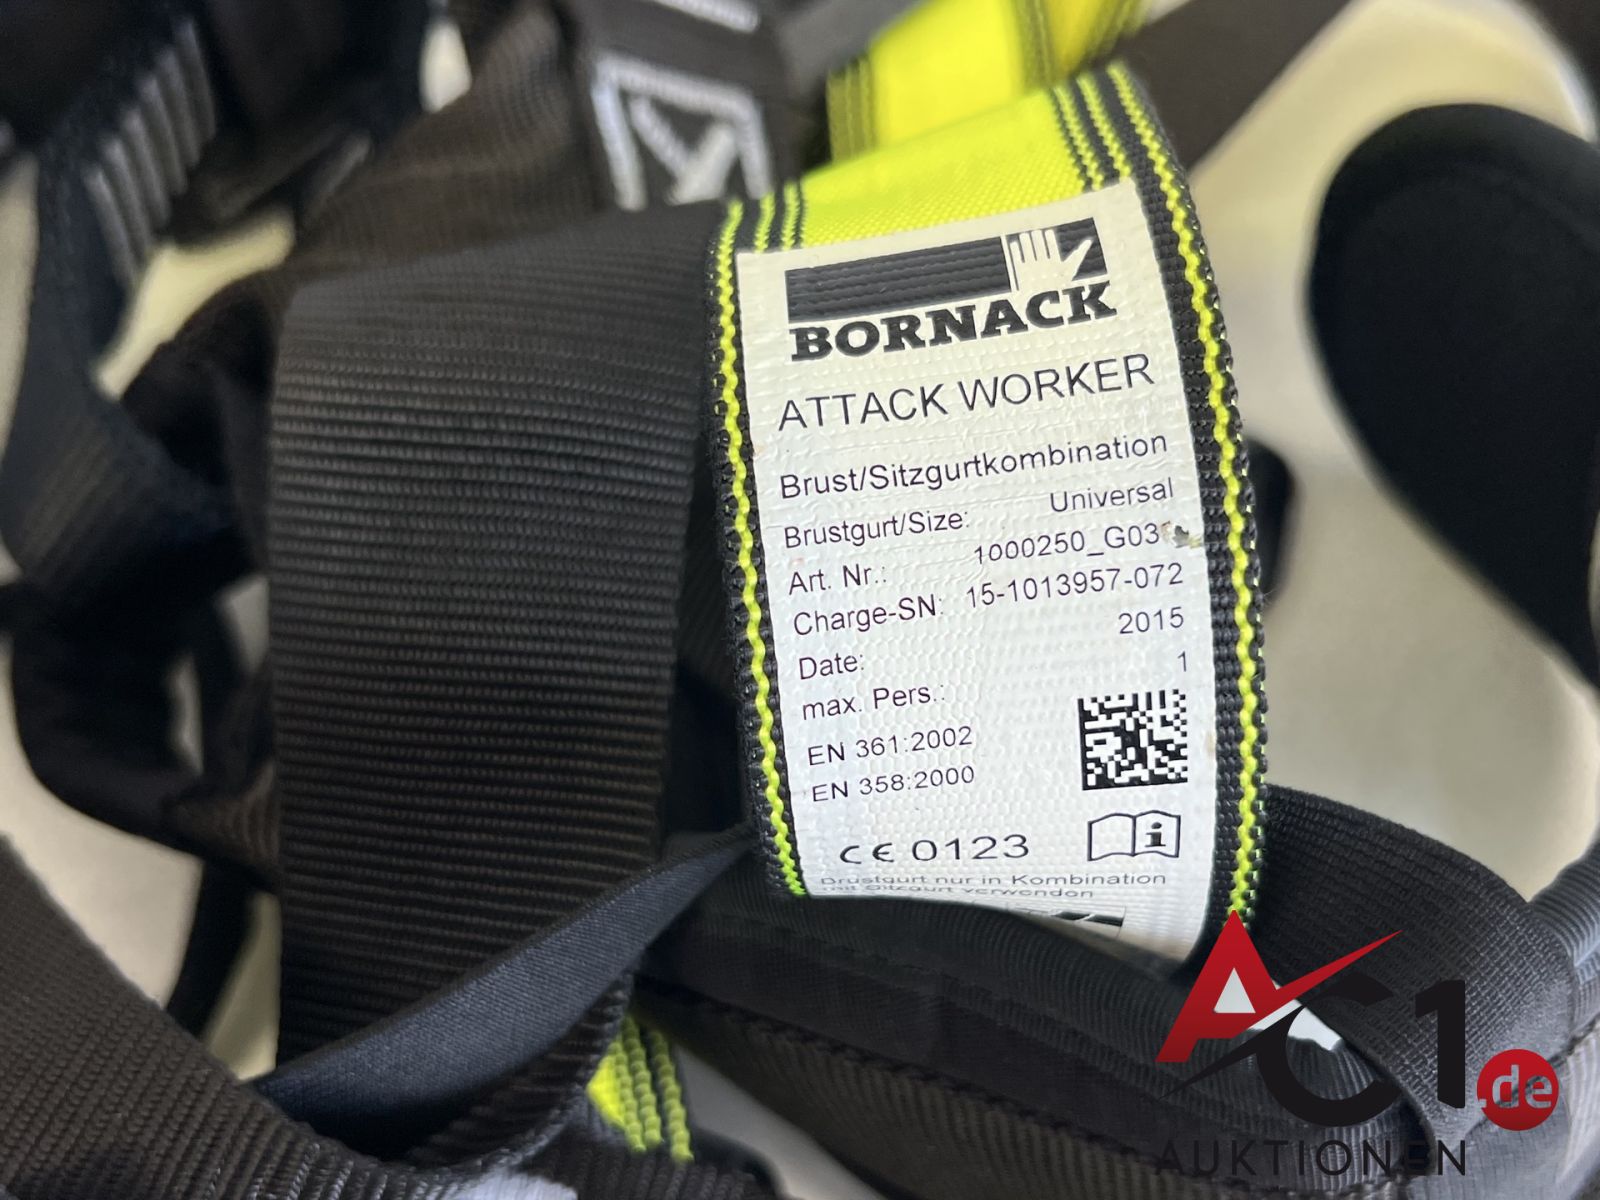 BORNACK
ATTACK WORKER
Brust/Sitzgurtkombination
Brustgurt/Size: Universal
Art. Nr.: 1000250_G03
Charge-SN: 15-1013957-072
Date: 2015
max. Pers.: 1
EN 361:2002
EN 358:2000
CE 0123
Brustgurt nur in Kombination
mit Sitzgurt verwenden
AC1.de
AUKTIONEN